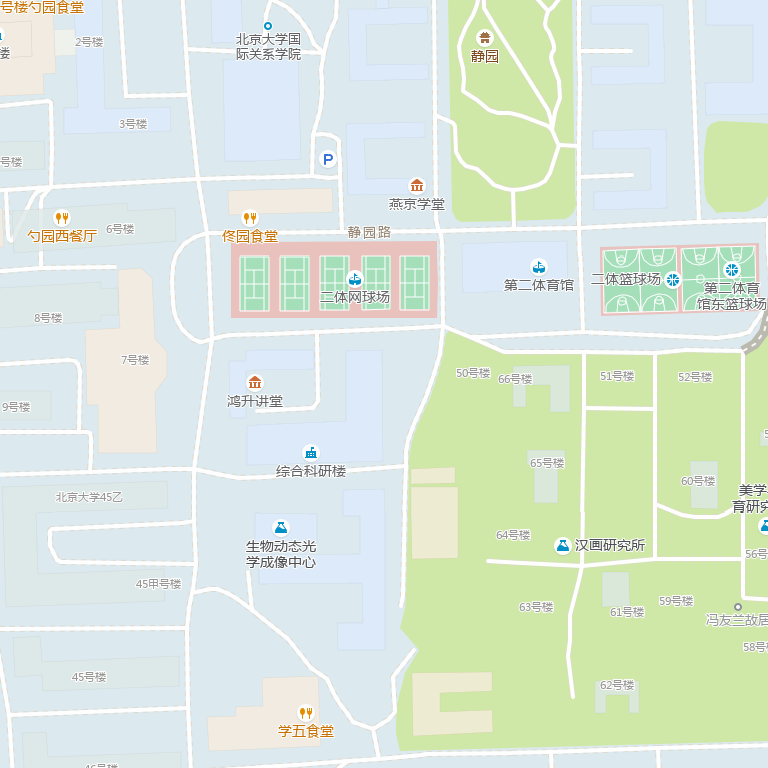 号楼勺园食堂
2号楼
北京大学国
际关系学院
静园
楼
3号楼
号楼
燕京学堂
勺园西餐厅
6号楼
佟园食堂
静园路
二体网球场
第二体育馆
二体篮球场
第二体育
馆东篮球场
8号楼
7号楼
50号楼
66号楼
51号楼
52号楼
9号楼
鸿升讲堂
综合科研楼
65号楼
60号楼
北京大学45乙
美学
育研究
64号楼
汉画研究所
生物动态光
学成像中心
56号
45甲号楼
63号楼
61号楼
59号楼
冯友兰故居
58号
45号楼
62号楼
学五食堂
46号楼